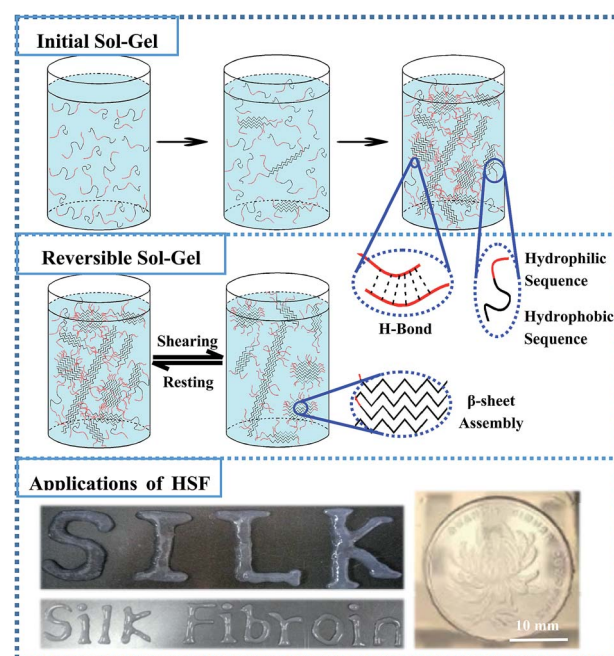 Initial Sol-Gel
Reversible Sol-Gel
Shearing
Resting
H-Bond
Hydrophilic
Sequence
Hydrophobic
Sequence
β-sheet
Assembly
Applications of HSF
SILK
Silk Fibroin
10 mm